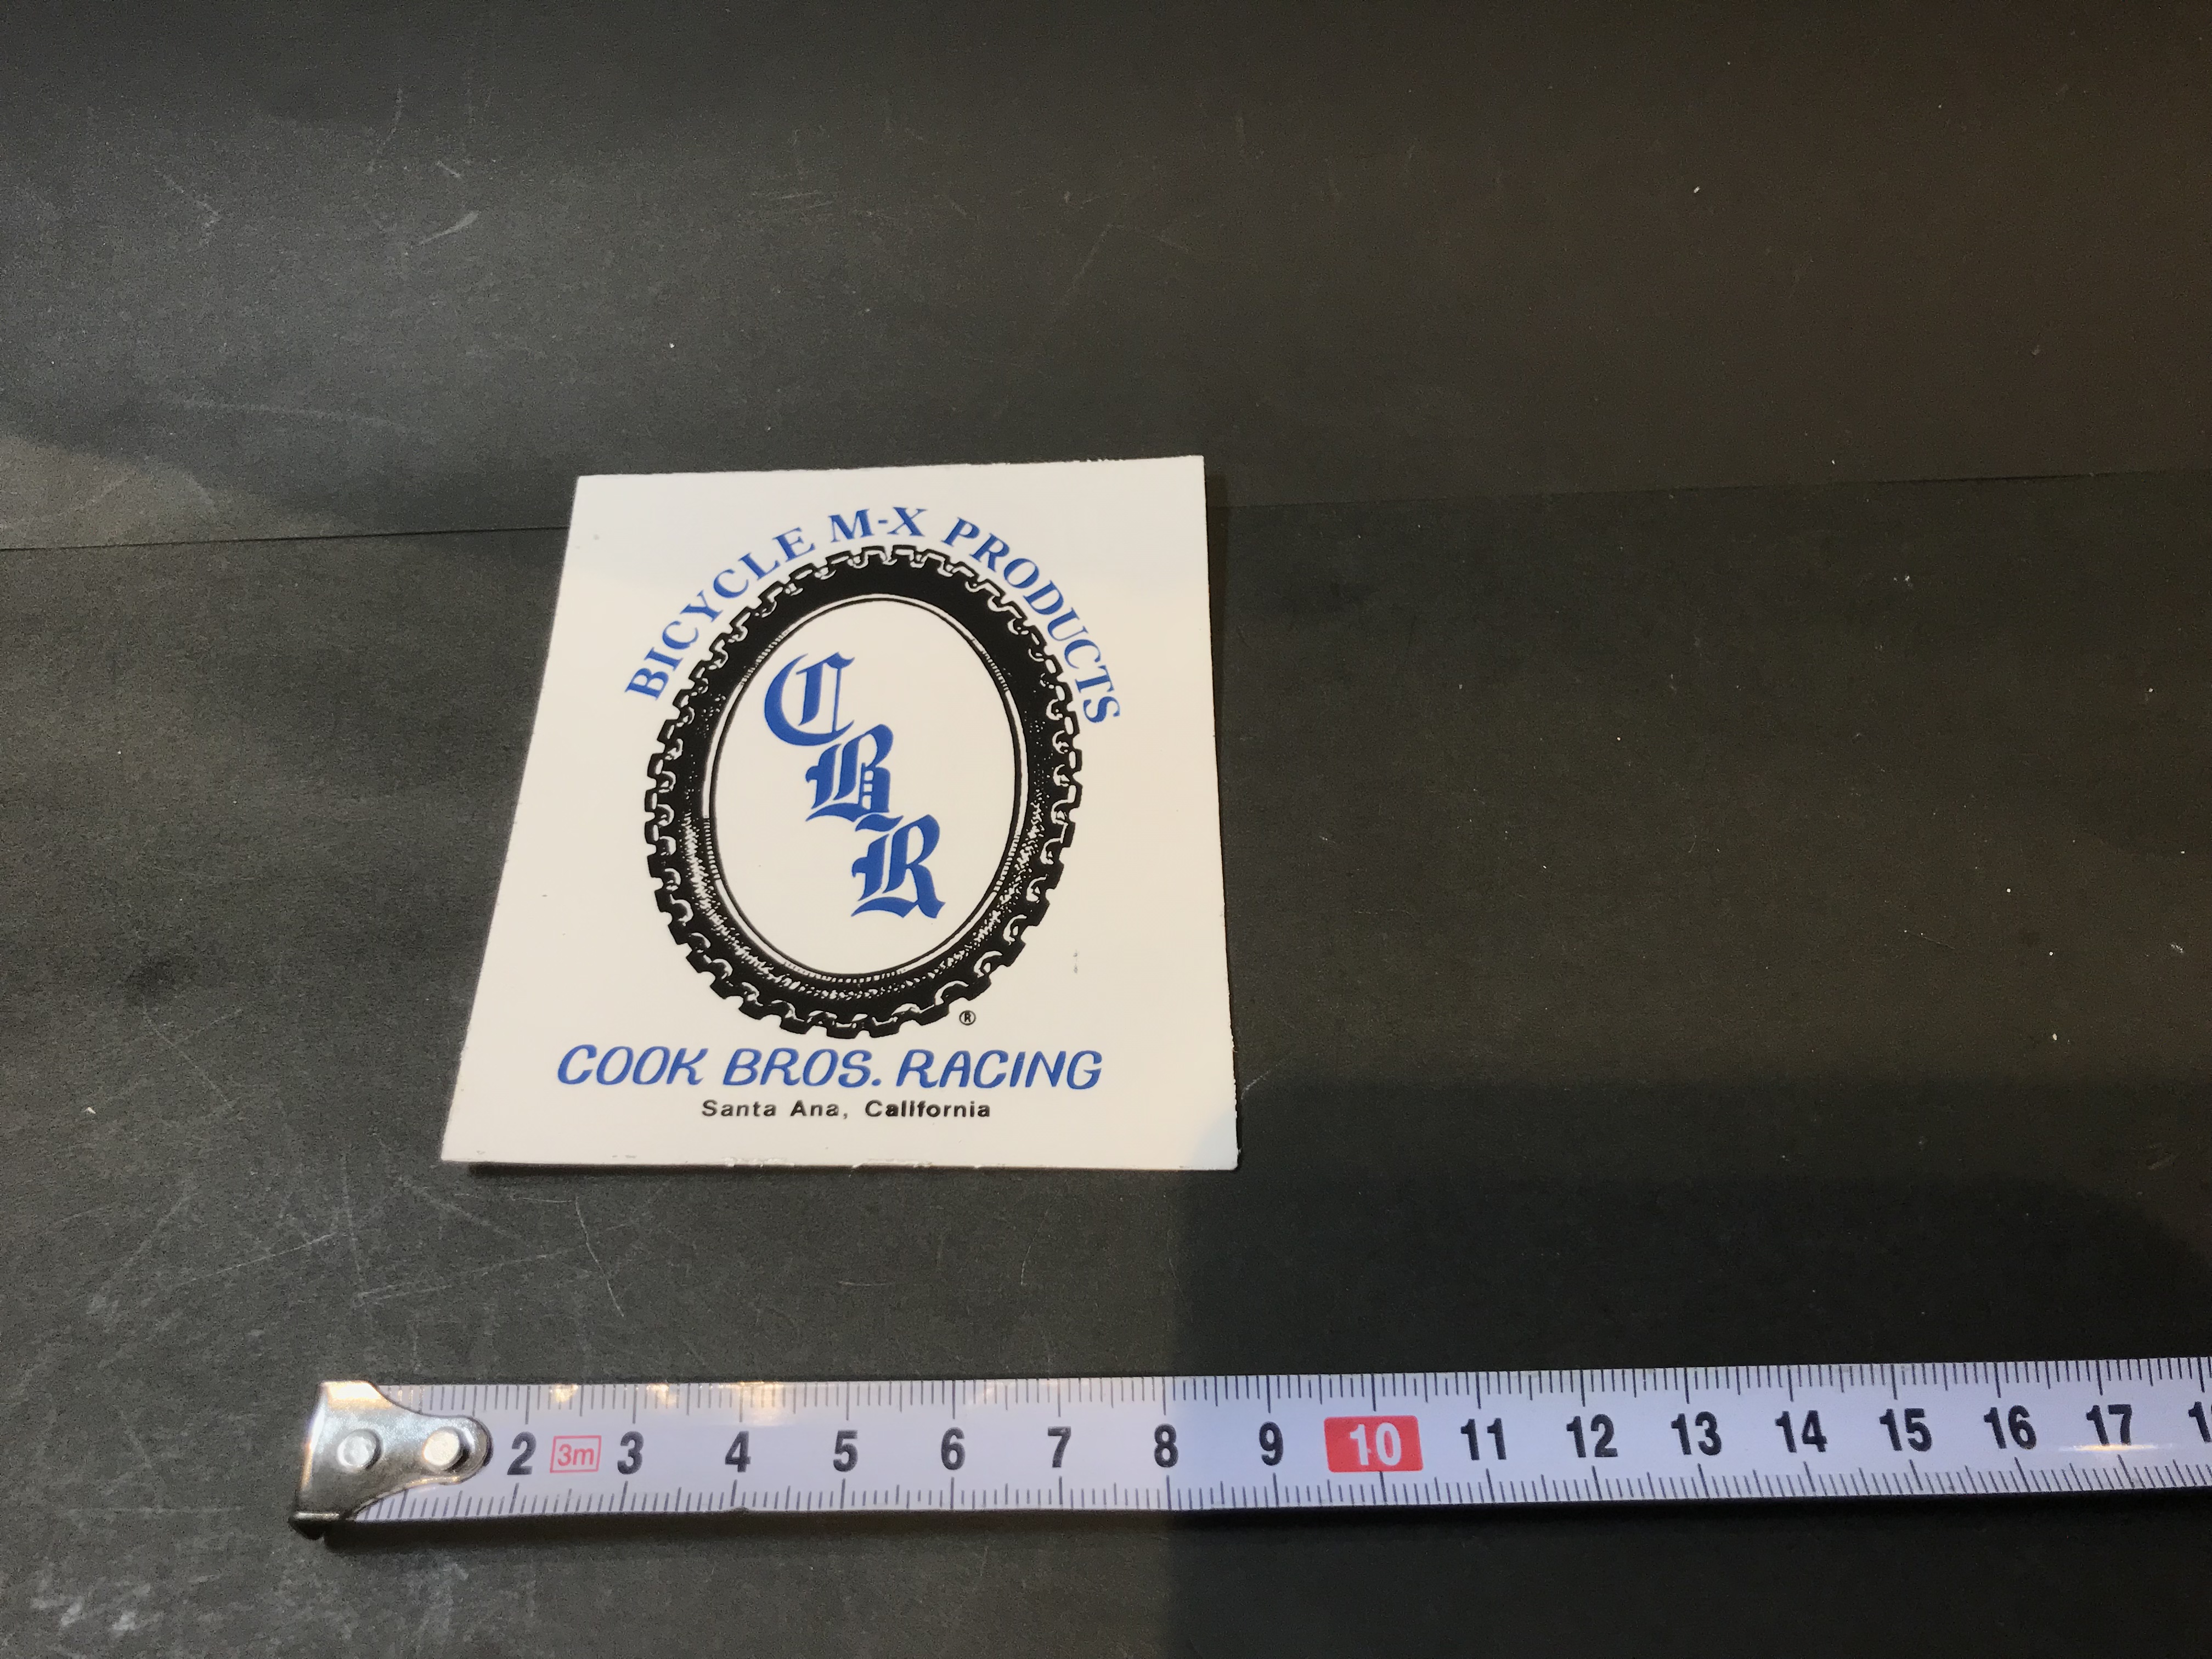 BICYCLE M-X PRODUCTS
C
B
R
®
COOK BROS. RACING
Santa Ana, California
2 3m 3 4 5 6 7 8 9 10 11 12 13 14 15 16 17